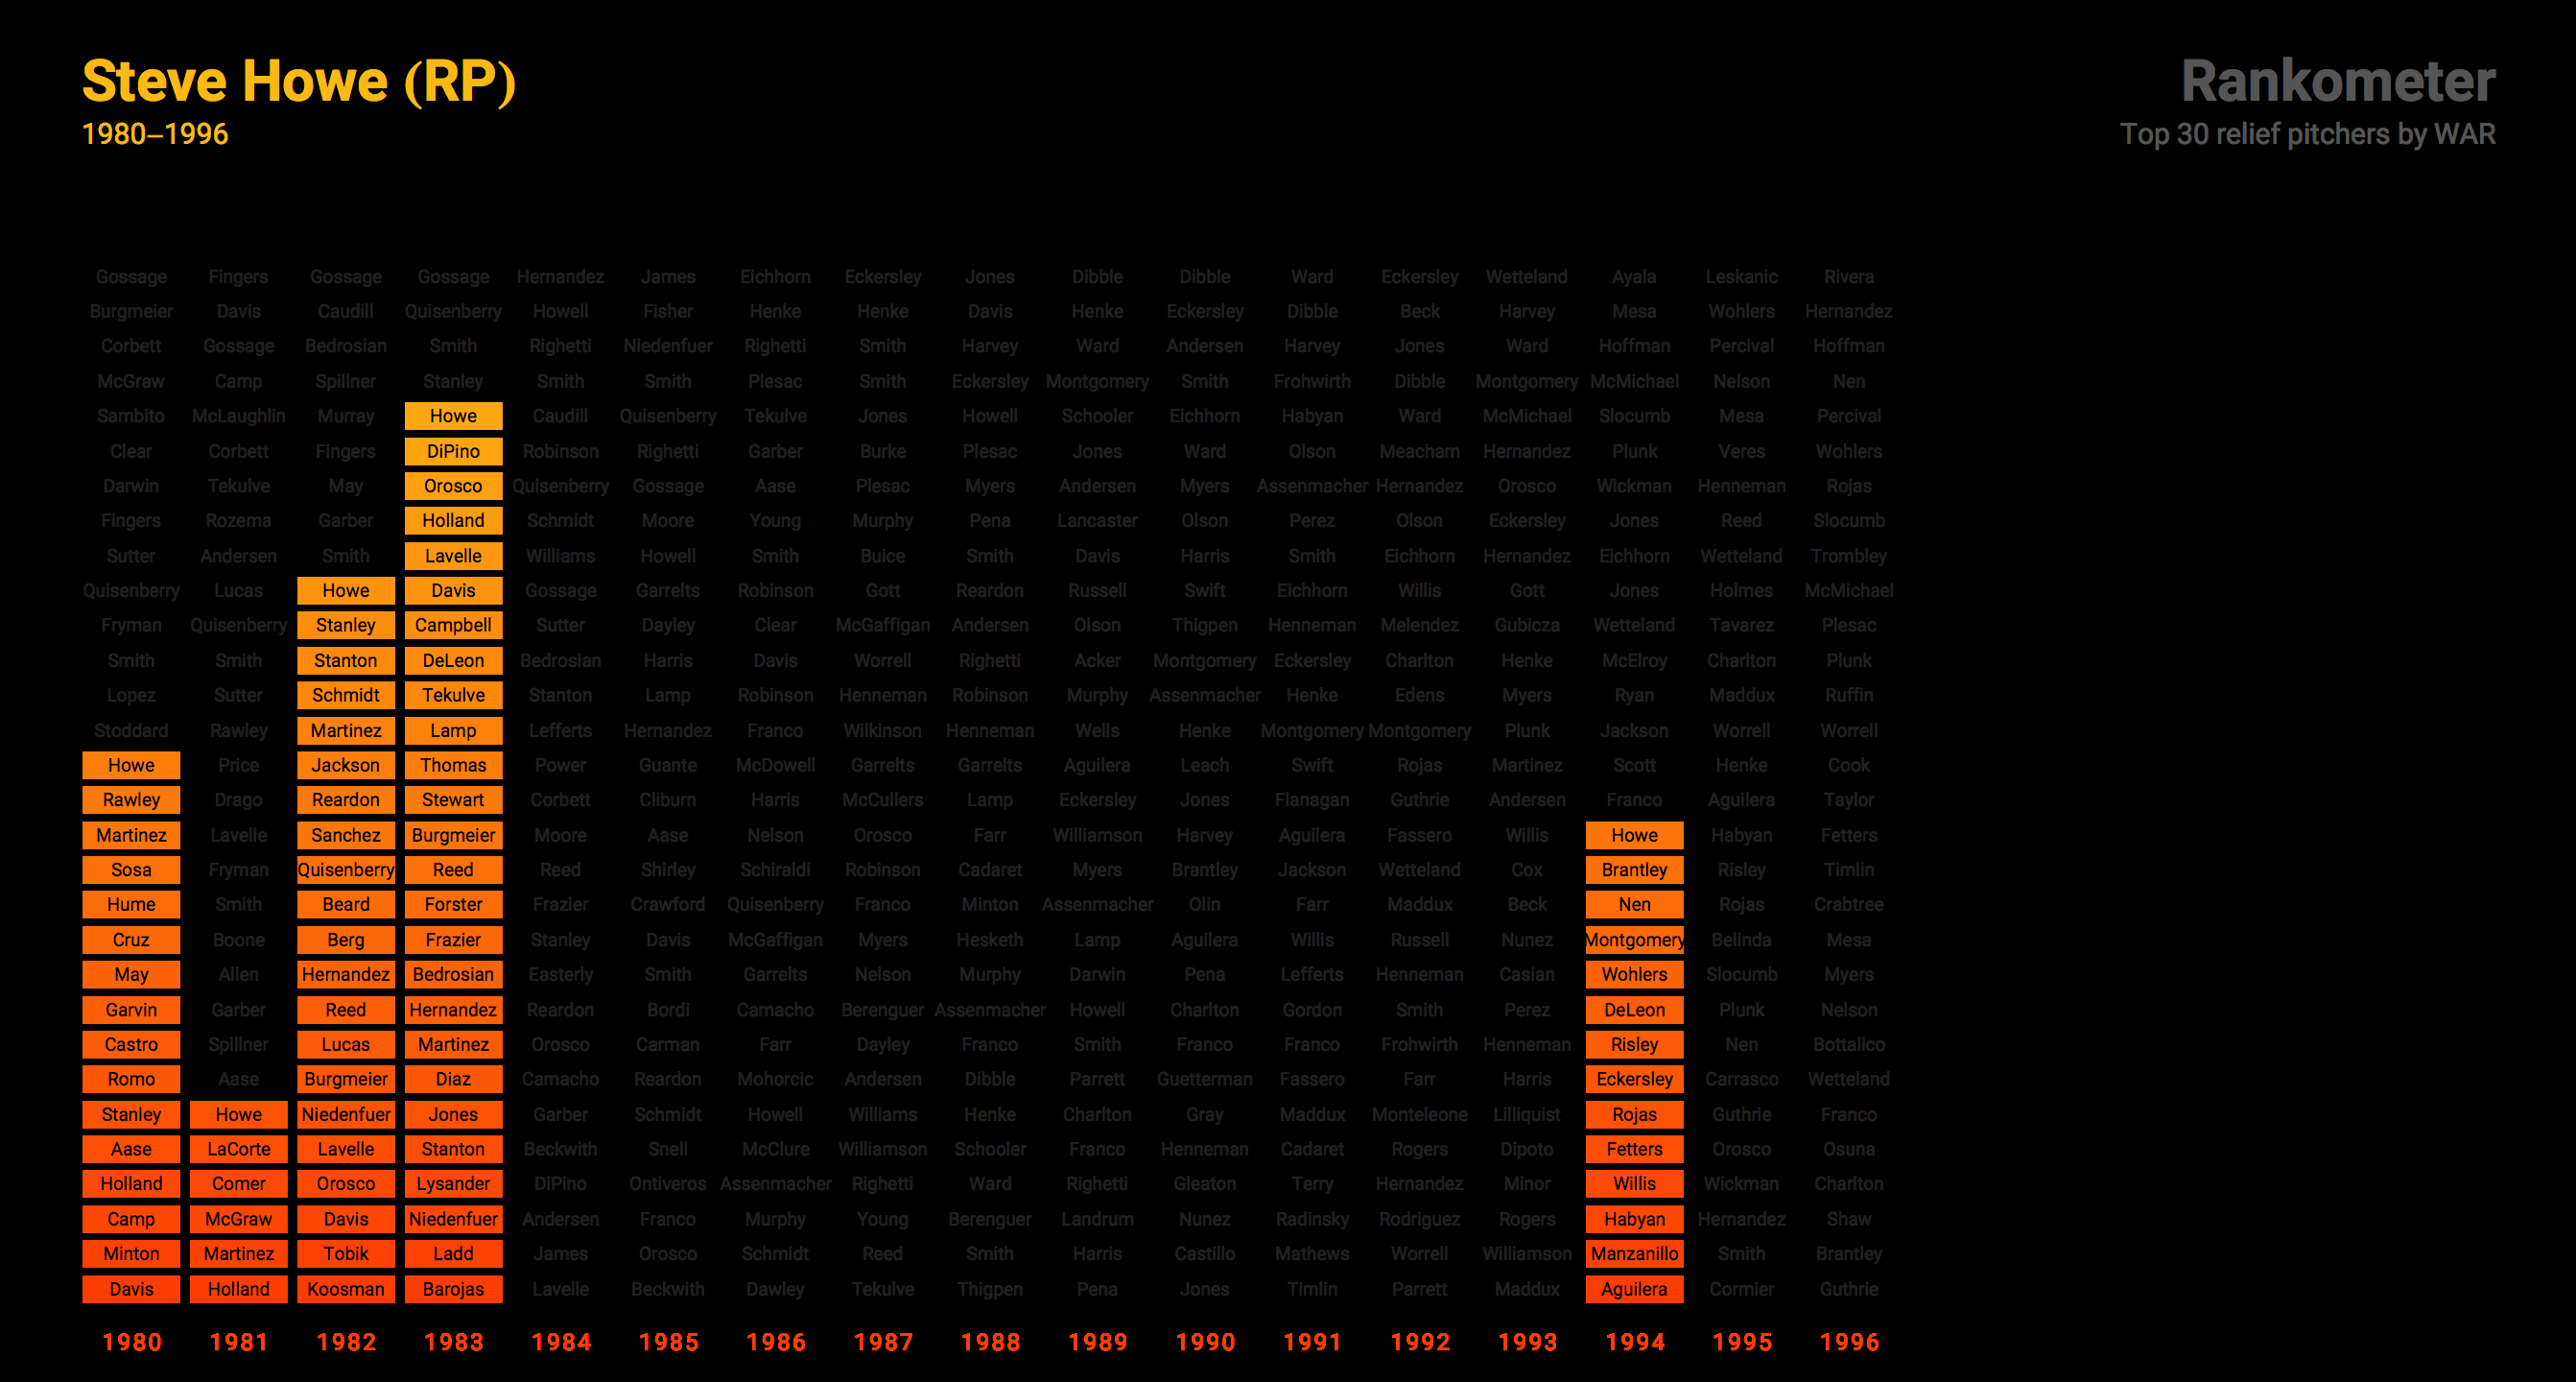 Steve Howe (RP)
1980–1996
Rankometer
Top 30 relief pitchers by WAR
Gossage Fingers Gossage Gossage Hernandez James Eichhorn Eckersley Jones Dibble Dibble Ward Eckersley Wetteland Ayala Leskanic Rivera
Burgmeier Davis Caudill Quisenberry Howell Fisher Henke Henke Davis Henke Eckersley Dibble Beck Harvey Mesa Wohlers Hernandez
Corbett Gossage Bedrosian Smith Righetti Niedenfuer Righetti Smith Harvey Ward Andersen Harvey Jones Ward Hoffman Percival Hoffman
McGraw Camp Spillner Stanley Smith Smith Plesac Smith Eckersley Montgomery Smith Frohwirth Dibble Montgomery McMichael Nelson Nen
Sambito McLaughlin Murray Howe Caudill Quisenberry Tekulve Jones Howell Schooler Eichhorn Habyan Ward McMichael Slocumb Mesa Percival
Clear Corbett Fingers DiPino Robinson Righetti Garber Burke Plesac Jones Ward Olson Meacham Hernandez Plunk Veres Wohlers
Darwin Tekulve May Orosco Quisenberry Gossage Aase Plesac Myers Andersen Myers Assenmacher Hernandez Orosco Wickman Henneman Rojas
Fingers Rozema Garber Holland Schmidt Moore Young Murphy Pena Lancaster Olson Perez Olson Eckersley Jones Reed Slocumb
Sutter Andersen Smith Lavelle Williams Howell Smith Buice Smith Davis Harris Smith Eichhorn Hernandez Eichhorn Wetteland Trombley
Quisenberry Lucas Howe Davis Gossage Garrelts Robinson Gott Reardon Russell Swift Eichhorn Willis Gott Jones Holmes McMichael
Fryman Quisenberry Stanley Campbell Sutter Dayley Clear McGaffigan Andersen Olson Thigpen Henneman Melendez Gubicza Wetteland Tavarez Plesac
Smith Smith Stanton DeLeon Bedrosian Harris Davis Worrell Righetti Acker Montgomery Eckersley Charlton Henke McElroy Charlton Plunk
Lopez Sutter Schmidt Tekulve Stanton Lamp Robinson Henneman Robinson Murphy Assenmacher Henke Edens Myers Ryan Maddux Ruffin
Stoddard Rawley Martinez Lamp Lefferts Hernandez Franco Wilkinson Henneman Wells Henke Montgomery Montgomery Plunk Jackson Worrell Worrell
Howe Price Jackson Thomas Power Guante McDowell Garrelts Garrelts Aguilera Leach Swift Rojas Martinez Scott Henke Cook
Rawley Drago Reardon Stewart Corbett Cliburn Harris McCullers Lamp Eckersley Jones Flanagan Guthrie Andersen Franco Aguilera Taylor
Martinez Lavelle Sanchez Burgmeier Moore Aase Nelson Orosco Farr Williamson Harvey Aguilera Fassero Willis Howe Habyan Fetters
Sosa Fryman Quisenberry Reed Reed Shirley Schiraldi Robinson Cadaret Myers Brantley Jackson Wetteland Cox Brantley Risley Timlin
Hume Smith Beard Forster Frazier Crawford Quisenberry Franco Minton Assenmacher Olin Farr Maddux Beck Nen Rojas Crabtree
Cruz Boone Berg Frazier Stanley Davis McGaffigan Myers Hesketh Lamp Aguilera Willis Russell Nunez Montgomery Belinda Mesa
May Allen Hernandez Bedrosian Easterly Smith Garrelts Nelson Murphy Darwin Pena Lefferts Henneman Casian Wohlers Slocumb Myers
Garvin Garber Reed Hernandez Reardon Bordi Camacho Berenguer Assenmacher Howell Charlton Gordon Smith Perez DeLeon Plunk Nelson
Castro Spillner Lucas Martinez Orosco Carman Farr Dayley Franco Smith Franco Franco Frohwirth Henneman Risley Nen Bottalico
Romo Aase Burgmeier Diaz Camacho Reardon Mohorcic Andersen Dibble Parrett Guetterman Fassero Farr Harris Eckersley Carrasco Wetteland
Stanley Howe Niedenfuer Jones Garber Schmidt Howell Williams Henke Charlton Gray Maddux Monteleone Lilliquist Rojas Guthrie Franco
Aase LaCorte Lavelle Stanton Beckwith Snell McClure Williamson Schooler Franco Henneman Cadaret Rogers Dipoto Fetters Orosco Osuna
Holland Comer Orosco Lysander DiPino Ontiveros Assenmacher Righetti Ward Righetti Gleaton Terry Hernandez Minor Willis Wickman Charlton
Camp McGraw Davis Niedenfuer Andersen Franco Murphy Young Berenguer Landrum Nunez Radinsky Rodriguez Rogers Habyan Hernandez Shaw
Minton Martinez Tobik Ladd James Orosco Schmidt Reed Smith Harris Castillo Mathews Worrell Williamson Manzanillo Smith Brantley
Davis Holland Koosman Barojas Lavelle Beckwith Dawley Tekulve Thigpen Pena Jones Timlin Parrett Maddux Aguilera Cormier Guthrie
1980 1981 1982 1983 1984 1985 1986 1987 1988 1989 1990 1991 1992 1993 1994 1995 1996